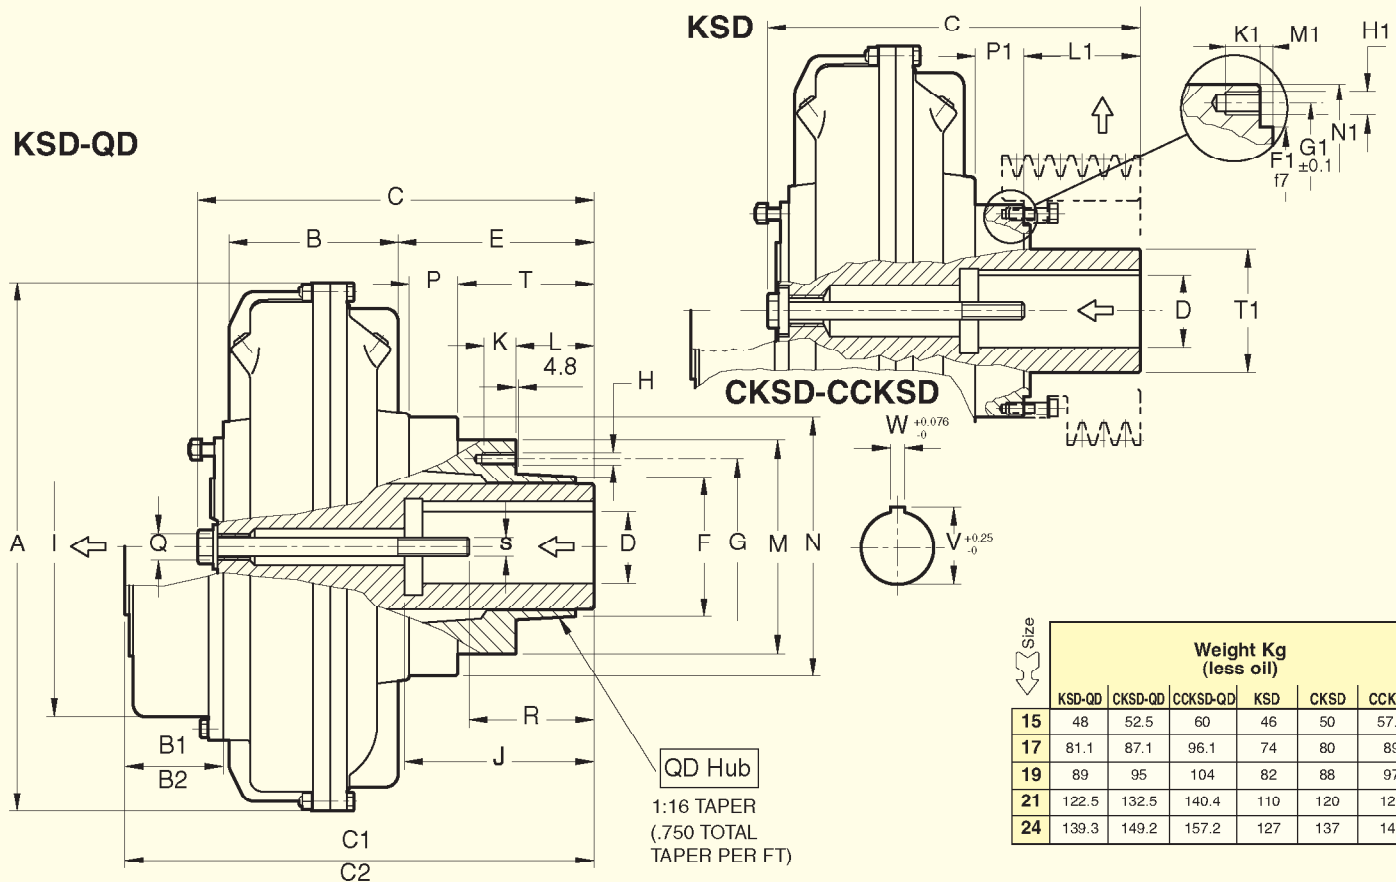 KSD
C
P1
L1
K1
M1
H1
N1
G1
±0.1
F1
f7
D
T1
KSD-QD
C
B
E
P
T
K
L
4.8
H
A
I
Q
s
D
F
G
M
N
R
J
B1
B2
C1
C2
QD Hub
1:16 TAPER
(.750 TOTAL
TAPER PER FT)
CKSD-CCKSD
W +0.076
-0
V +0.25
-0
Size
Weight Kg
(less oil)
KSD-QD CKSD-QD CCKSD-QD KSD CKSD
15 48 52.5 60 46 50
17 81.1 87.1 96.1 74 80
19 89 95 104 82 88
21 122.5 132.5 140.4 110 120
24 139.3 149.2 157.2 127 137